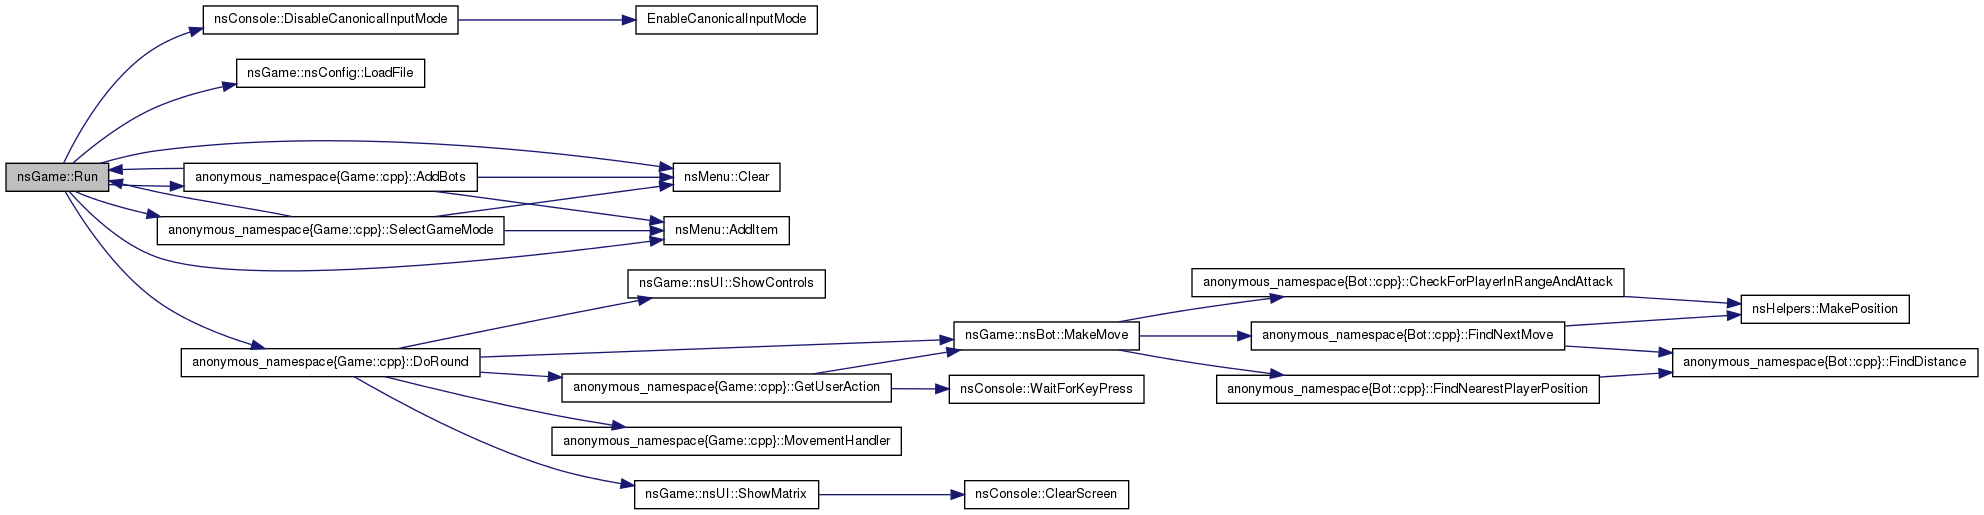 nsConsole::DisableCanonicalInputMode
EnableCanonicalInputMode
nsGame::nsConfig::LoadFile
nsGame::Run
anonymous_namespace{Game::cpp}::AddBots
nsMenu::Clear
anonymous_namespace{Game::cpp}::SelectGameMode
nsMenu::AddItem
nsGame::nsUI::ShowControls
anonymous_namespace{Bot::cpp}::CheckForPlayerInRangeAndAttack
nsHelpers::MakePosition
nsGame::nsBot::MakeMove
anonymous_namespace{Bot::cpp}::FindNextMove
anonymous_namespace{Game::cpp}::DoRound
anonymous_namespace{Bot::cpp}::FindDistance
anonymous_namespace{Game::cpp}::GetUserAction
nsConsole::WaitForKeyPress
anonymous_namespace{Bot::cpp}::FindNearestPlayerPosition
anonymous_namespace{Game::cpp}::MovementHandler
nsGame::nsUI::ShowMatrix
nsConsole::ClearScreen